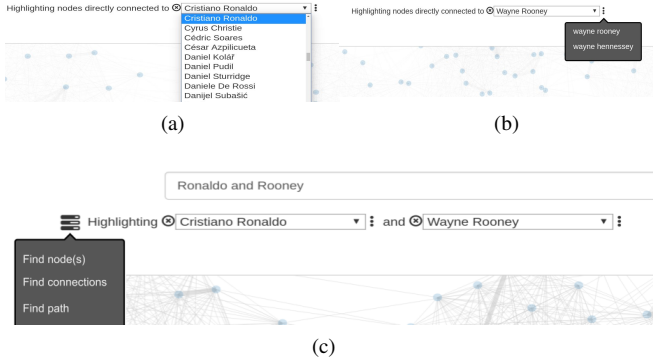 Highlighting nodes directly connected to Cristiano Ronaldo
Cristiano Ronaldo
Cyrus Christie
Cédric Soares
César Azpilicueta
Daniel Kolář
Daniel Pudil
Daniel Sturridge
Daniele De Rossi
Danijel Subašić
(a)
Highlighting nodes directly connected to Wayne Rooney
wayne rooney
wayne hennessey
(b)
Ronaldo and Rooney
Highlighting Cristiano Ronaldo and Wayne Rooney
Find node(s)
Find connections
Find path
(c)